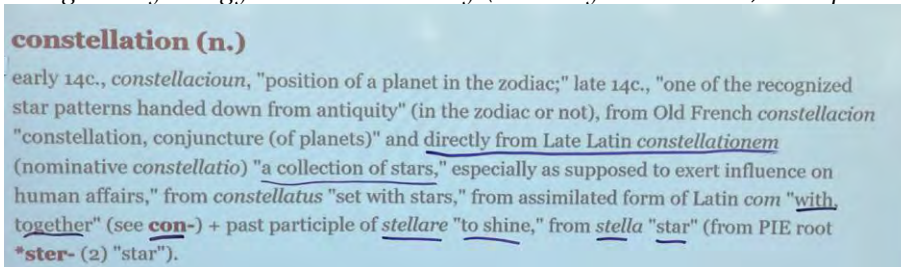 constellation (n.)
early 14c., constellacioun, "position of a planet in the zodiac;" late 14c., "one of the recognized
star patterns handed down from antiquity" (in the zodiac or not), from Old French constellacion
"constellation, conjuncture (of planets)" and directly from Late Latin constellationem
(nominative constellatio) "a collection of stars," especially as supposed to exert influence on
human affairs," from constellatus "set with stars," from assimilated form of Latin com "with,
together" (see con-) + past participle of stellare "to shine," from stella "star" (from PIE root
*ster- (2) "star").